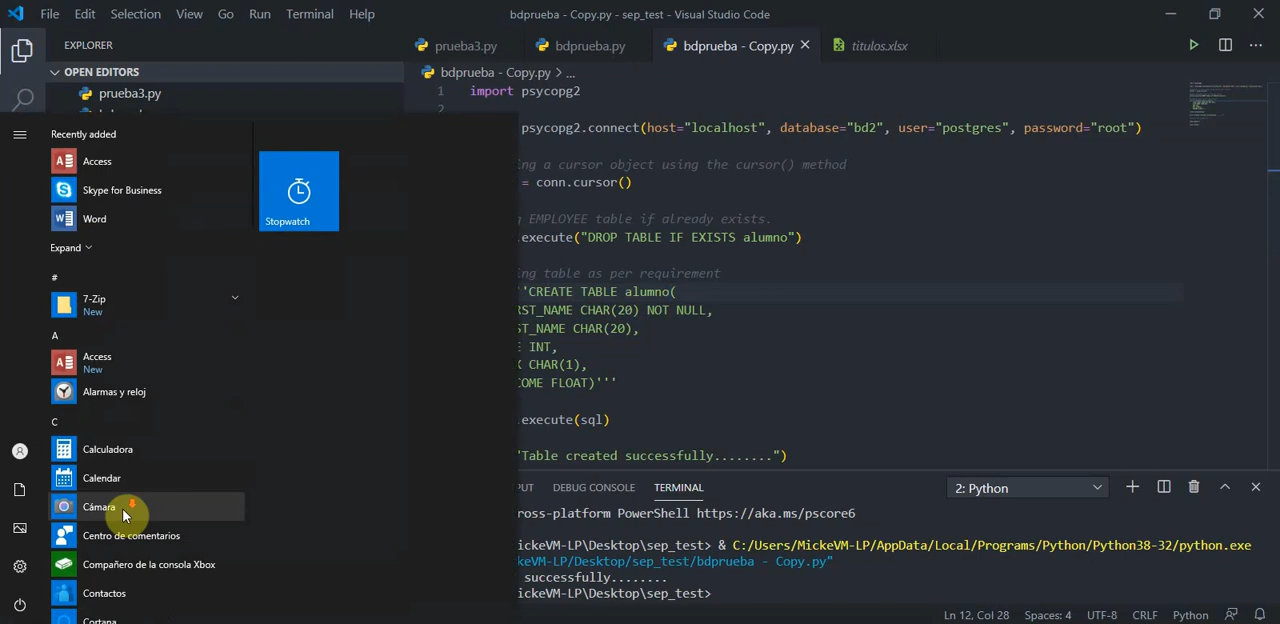 File Edit Selection View Go Run Terminal Help
bdprueba - Copy.py - sep_test - Visual Studio Code
EXPLORER
OPEN EDITORS
prueba3.py
prueba3.py
bdprueba.py
bdprueba - Copy.py
titulos.xlsx
bdprueba - Copy.py > ...
1 import psycopg2
2
psycopg2.connect(host="localhost", database="bd2", user="postgres", password="root")
ing a cursor object using the cursor() method
= conn.cursor()
EMPLOYEE table if already exists.
.execute("DROP TABLE IF EXISTS alumno")
ing table as per requirement
'CREATE TABLE alumno(
RST_NAME CHAR(20) NOT NULL,
ST_NAME CHAR(20),
E INT,
X CHAR(1),
COME FLOAT)'''
.execute(sql)
"Table created successfully........")
Recently added
Access
Skype for Business
Word
Expand
#
7-Zip
New
A
Access
New
Alarmas y reloj
C
Calculadora
Calendar
Cámara
Centro de comentarios
Compañero de la consola Xbox
Contactos
Cortana
Stopwatch
PUT DEBUG CONSOLE TERMINAL
2: Python
ross-platform PowerShell https://aka.ms/pscore6
ickeVM-LP\Desktop\sep_test> & C:/Users/MickeVM-LP/AppData/Local/Programs/Python/Python38-32/python.exe
keVM-LP/Desktop/sep_test/bdprueba - Copy.py"
successfully........
ickeVM-LP\Desktop\sep_test>
Ln 12, Col 28 Spaces: 4 UTF-8 CRLF Python